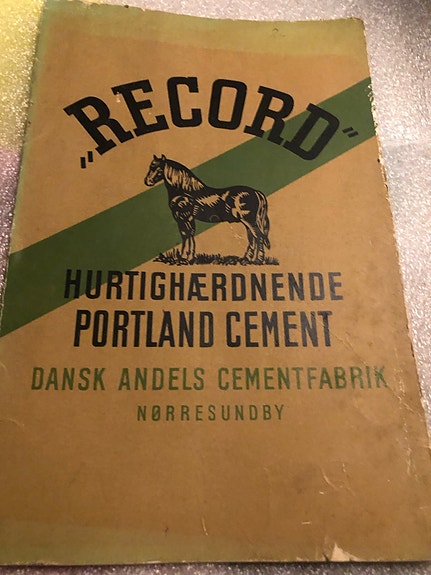 „RECORD”
HURTIGHÆRDNENDE
PORTLAND CEMENT
DANSK ANDELS CEMENTFABRIK
NØRRESUNDBY